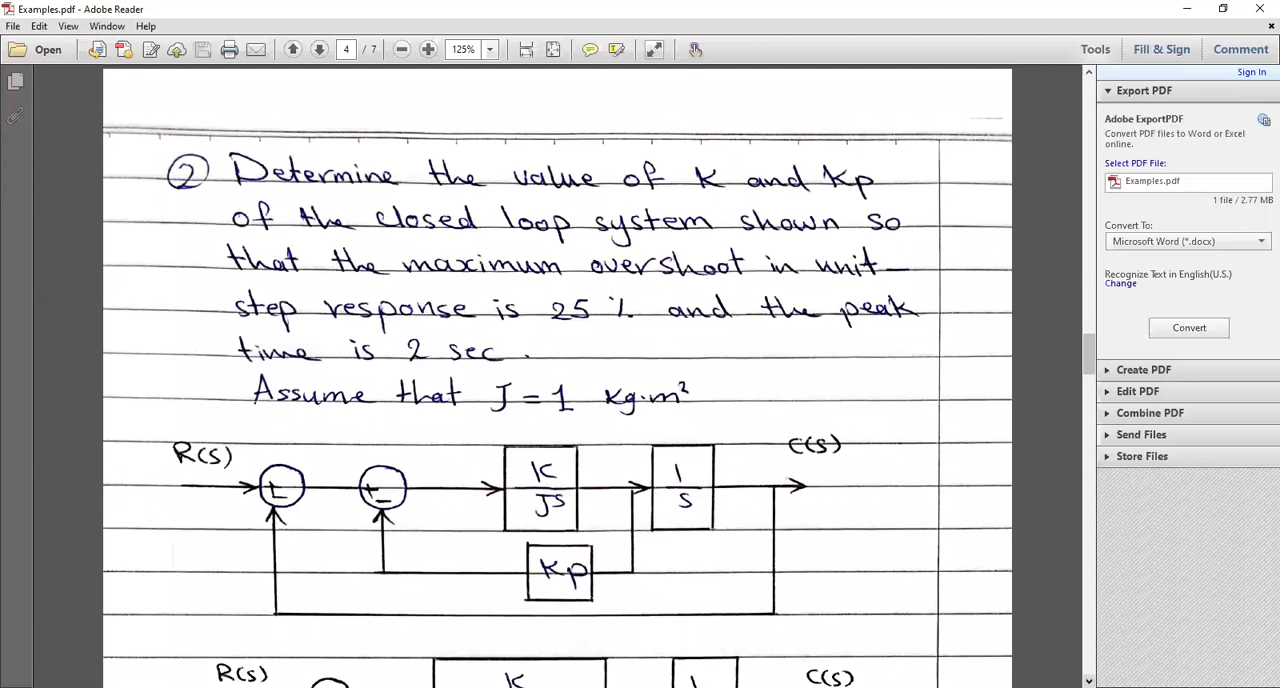 Examples.pdf - Adobe Reader
File Edit View Window Help
Open 4 / 7 125% Tools Fill & Sign Comment
Sign In
Export PDF
Adobe ExportPDF
Convert PDF files to Word or Excel
online.
Select PDF File:
Examples.pdf
1 file / 2.77 MB
Convert To:
Microsoft Word (*.docx)
Recognize Text in English(U.S.)
Change
Convert
Create PDF
Edit PDF
Combine PDF
Send Files
Store Files
② Determine the value of K and Kp
of the closed loop system shown so
that the maximum overshoot in unit-
step response is 25 % and the peak
time is 2 sec.
Assume that J = 1 kg.m²
R(s) C(s)
+ - + - K/Js 1/s
Kp
R(s) K 1 C(s)